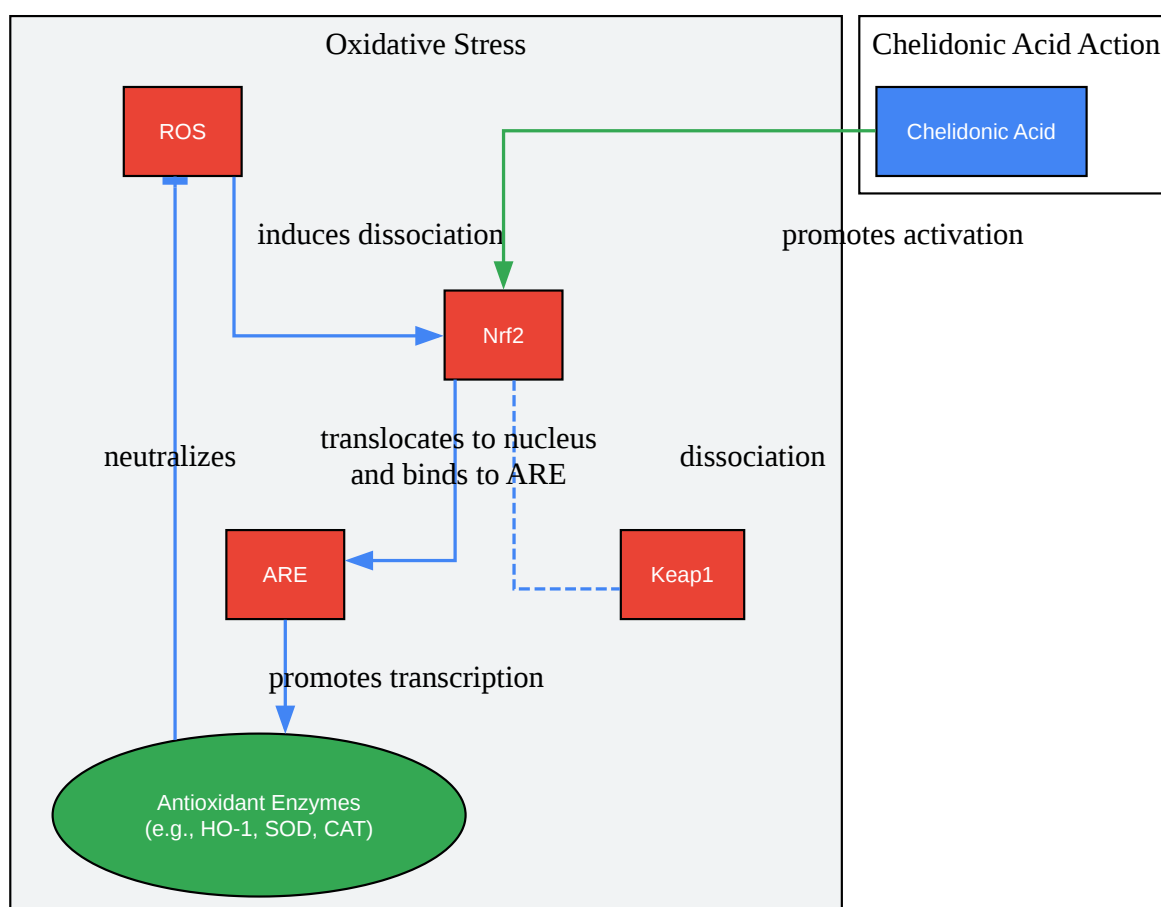 Oxidative Stress
Chelidonic Acid Action
ROS
Chelidonic Acid
induces dissociation
promotes activation
Nrf2
neutralizes
translocates to nucleus
and binds to ARE
dissociation
ARE
Keap1
promotes transcription
Antioxidant Enzymes
(e.g., HO-1, SOD, CAT)